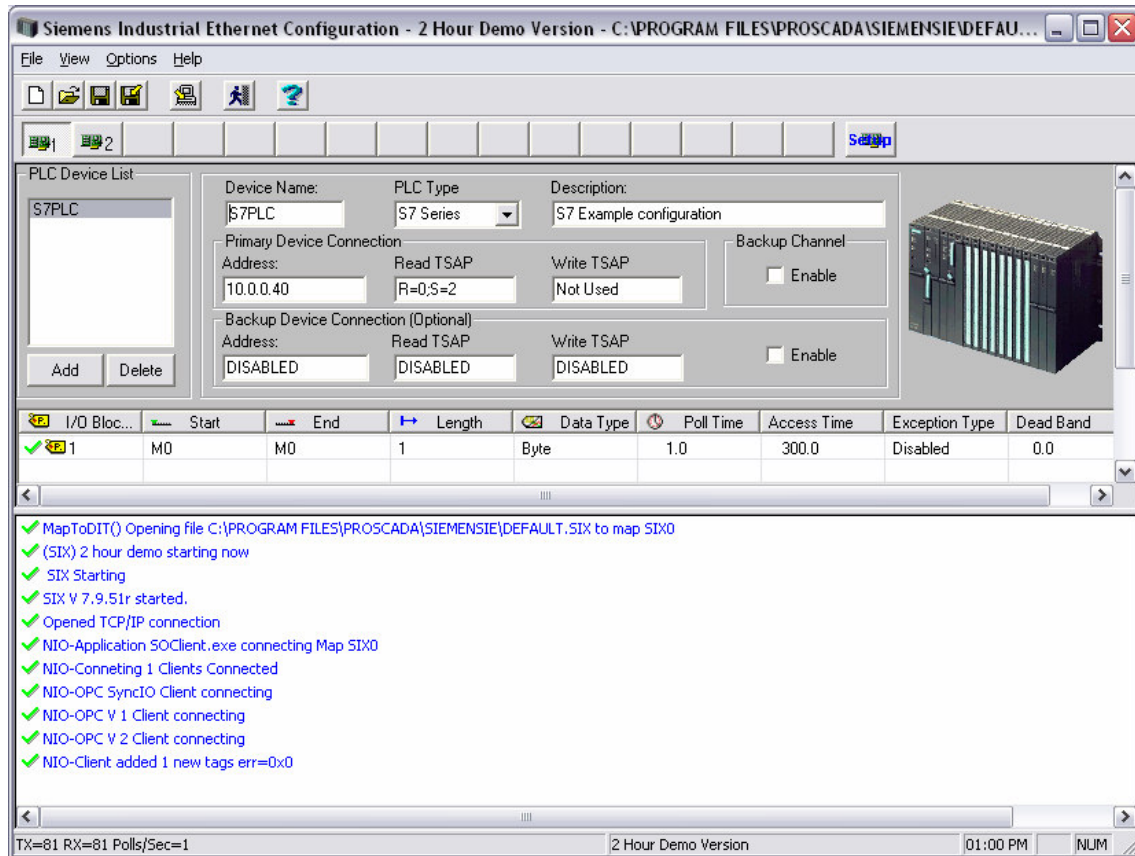 Siemens Industrial Ethernet Configuration - 2 Hour Demo Version - C:\PROGRAM FILES\PROSCADA\SIEMENSIE\DEFAU...
File View Options Help
1 2 Setup
PLC Device List
S7PLC
Add Delete
Device Name: PLC Type Description:
S7PLC S7 Series S7 Example configuration
Primary Device Connection Backup Channel
Address: Read TSAP Write TSAP
10.0.0.40 R=0;S=2 Not Used Enable
Backup Device Connection (Optional)
Address: Read TSAP Write TSAP
DISABLED DISABLED DISABLED Enable
I/O Bloc... Start End Length Data Type Poll Time Access Time Exception Type Dead Band
1 M0 M0 1 Byte 1.0 300.0 Disabled 0.0
MapToDIT() Opening file C:\PROGRAM FILES\PROSCADA\SIEMENSIE\DEFAULT.SIX to map SIX0
(SIX) 2 hour demo starting now
SIX Starting
SIX V 7.9.51r started.
Opened TCP/IP connection
NIO-Application SOClient.exe connecting Map SIX0
NIO-Conneting 1 Clients Connected
NIO-OPC SyncIO Client connecting
NIO-OPC V 1 Client connecting
NIO-OPC V 2 Client connecting
NIO-Client added 1 new tags err=0x0
TX=81 RX=81 Polls/Sec=1 2 Hour Demo Version 01:00 PM NUM